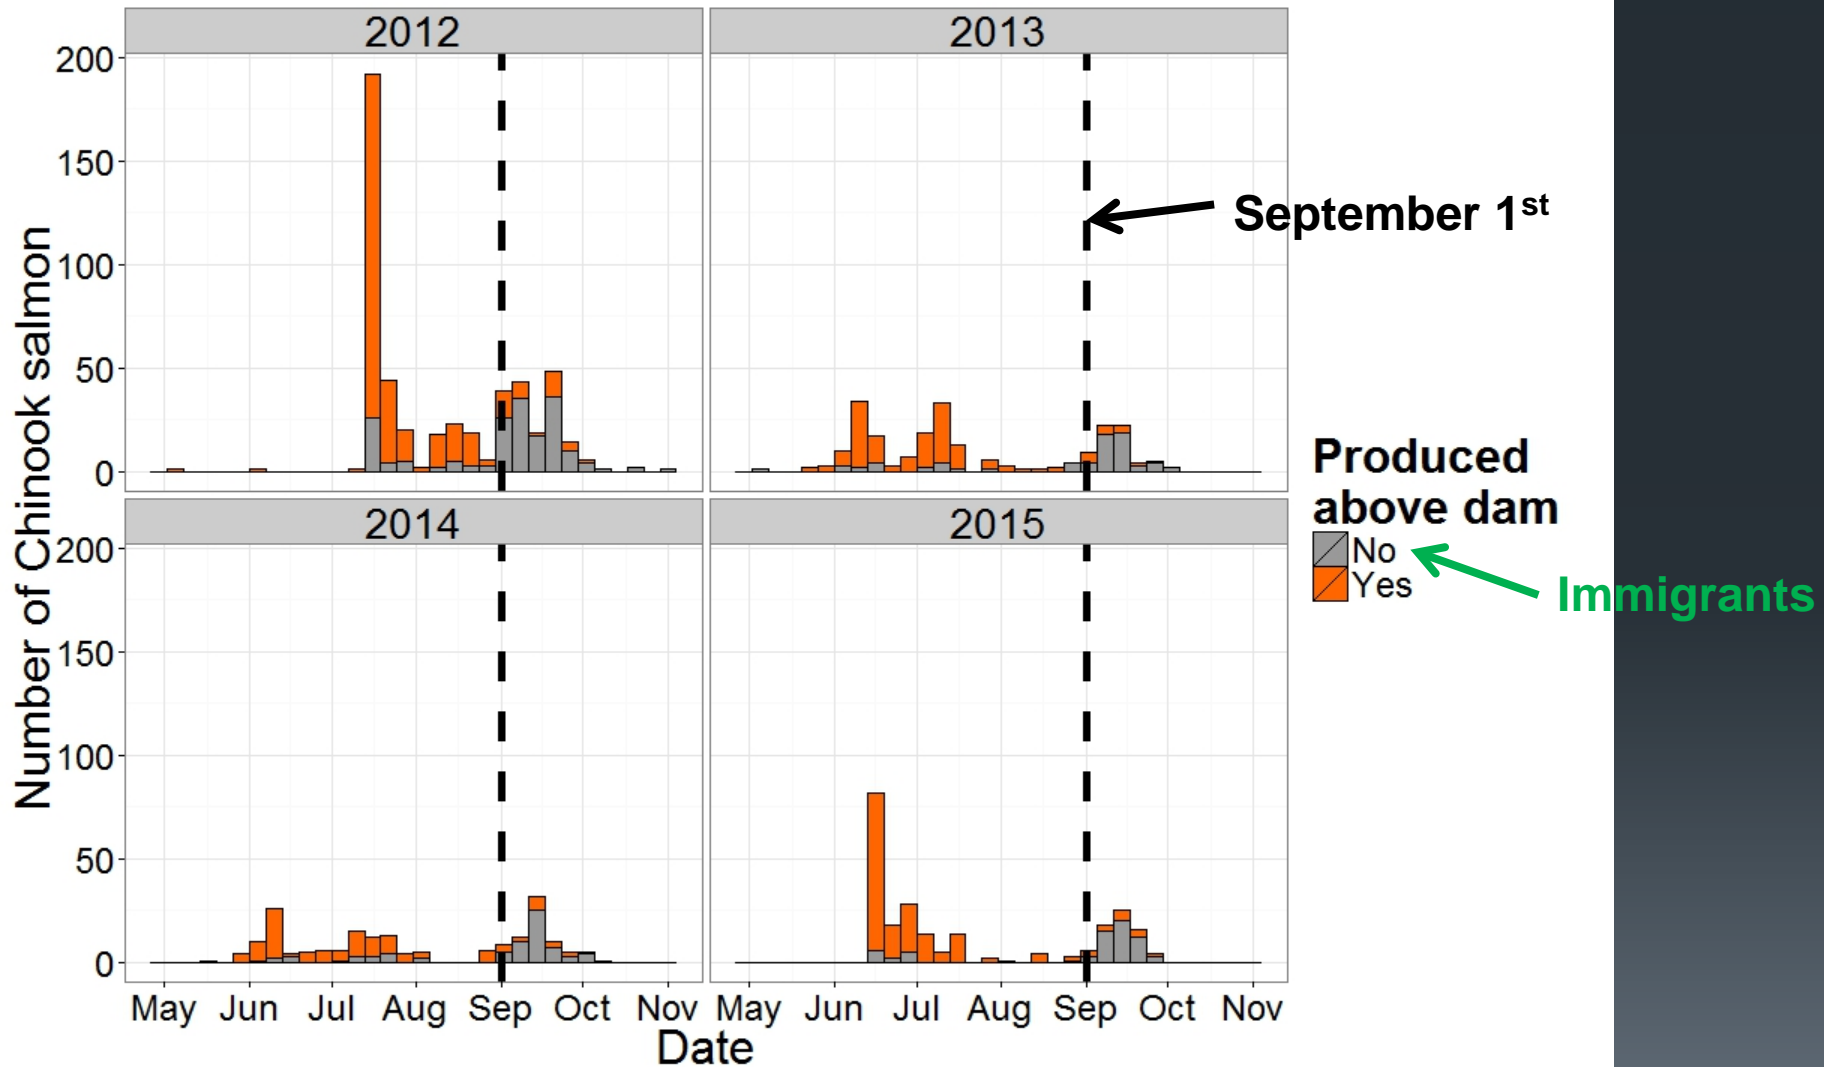 2012
2013
200
150
100
50
0
September 1st
2014
2015
200
150
100
50
0
Number of Chinook salmon
May Jun Jul Aug Sep Oct Nov
May Jun Jul Aug Sep Oct Nov
Date
Produced
above dam
No
Yes
Immigrants